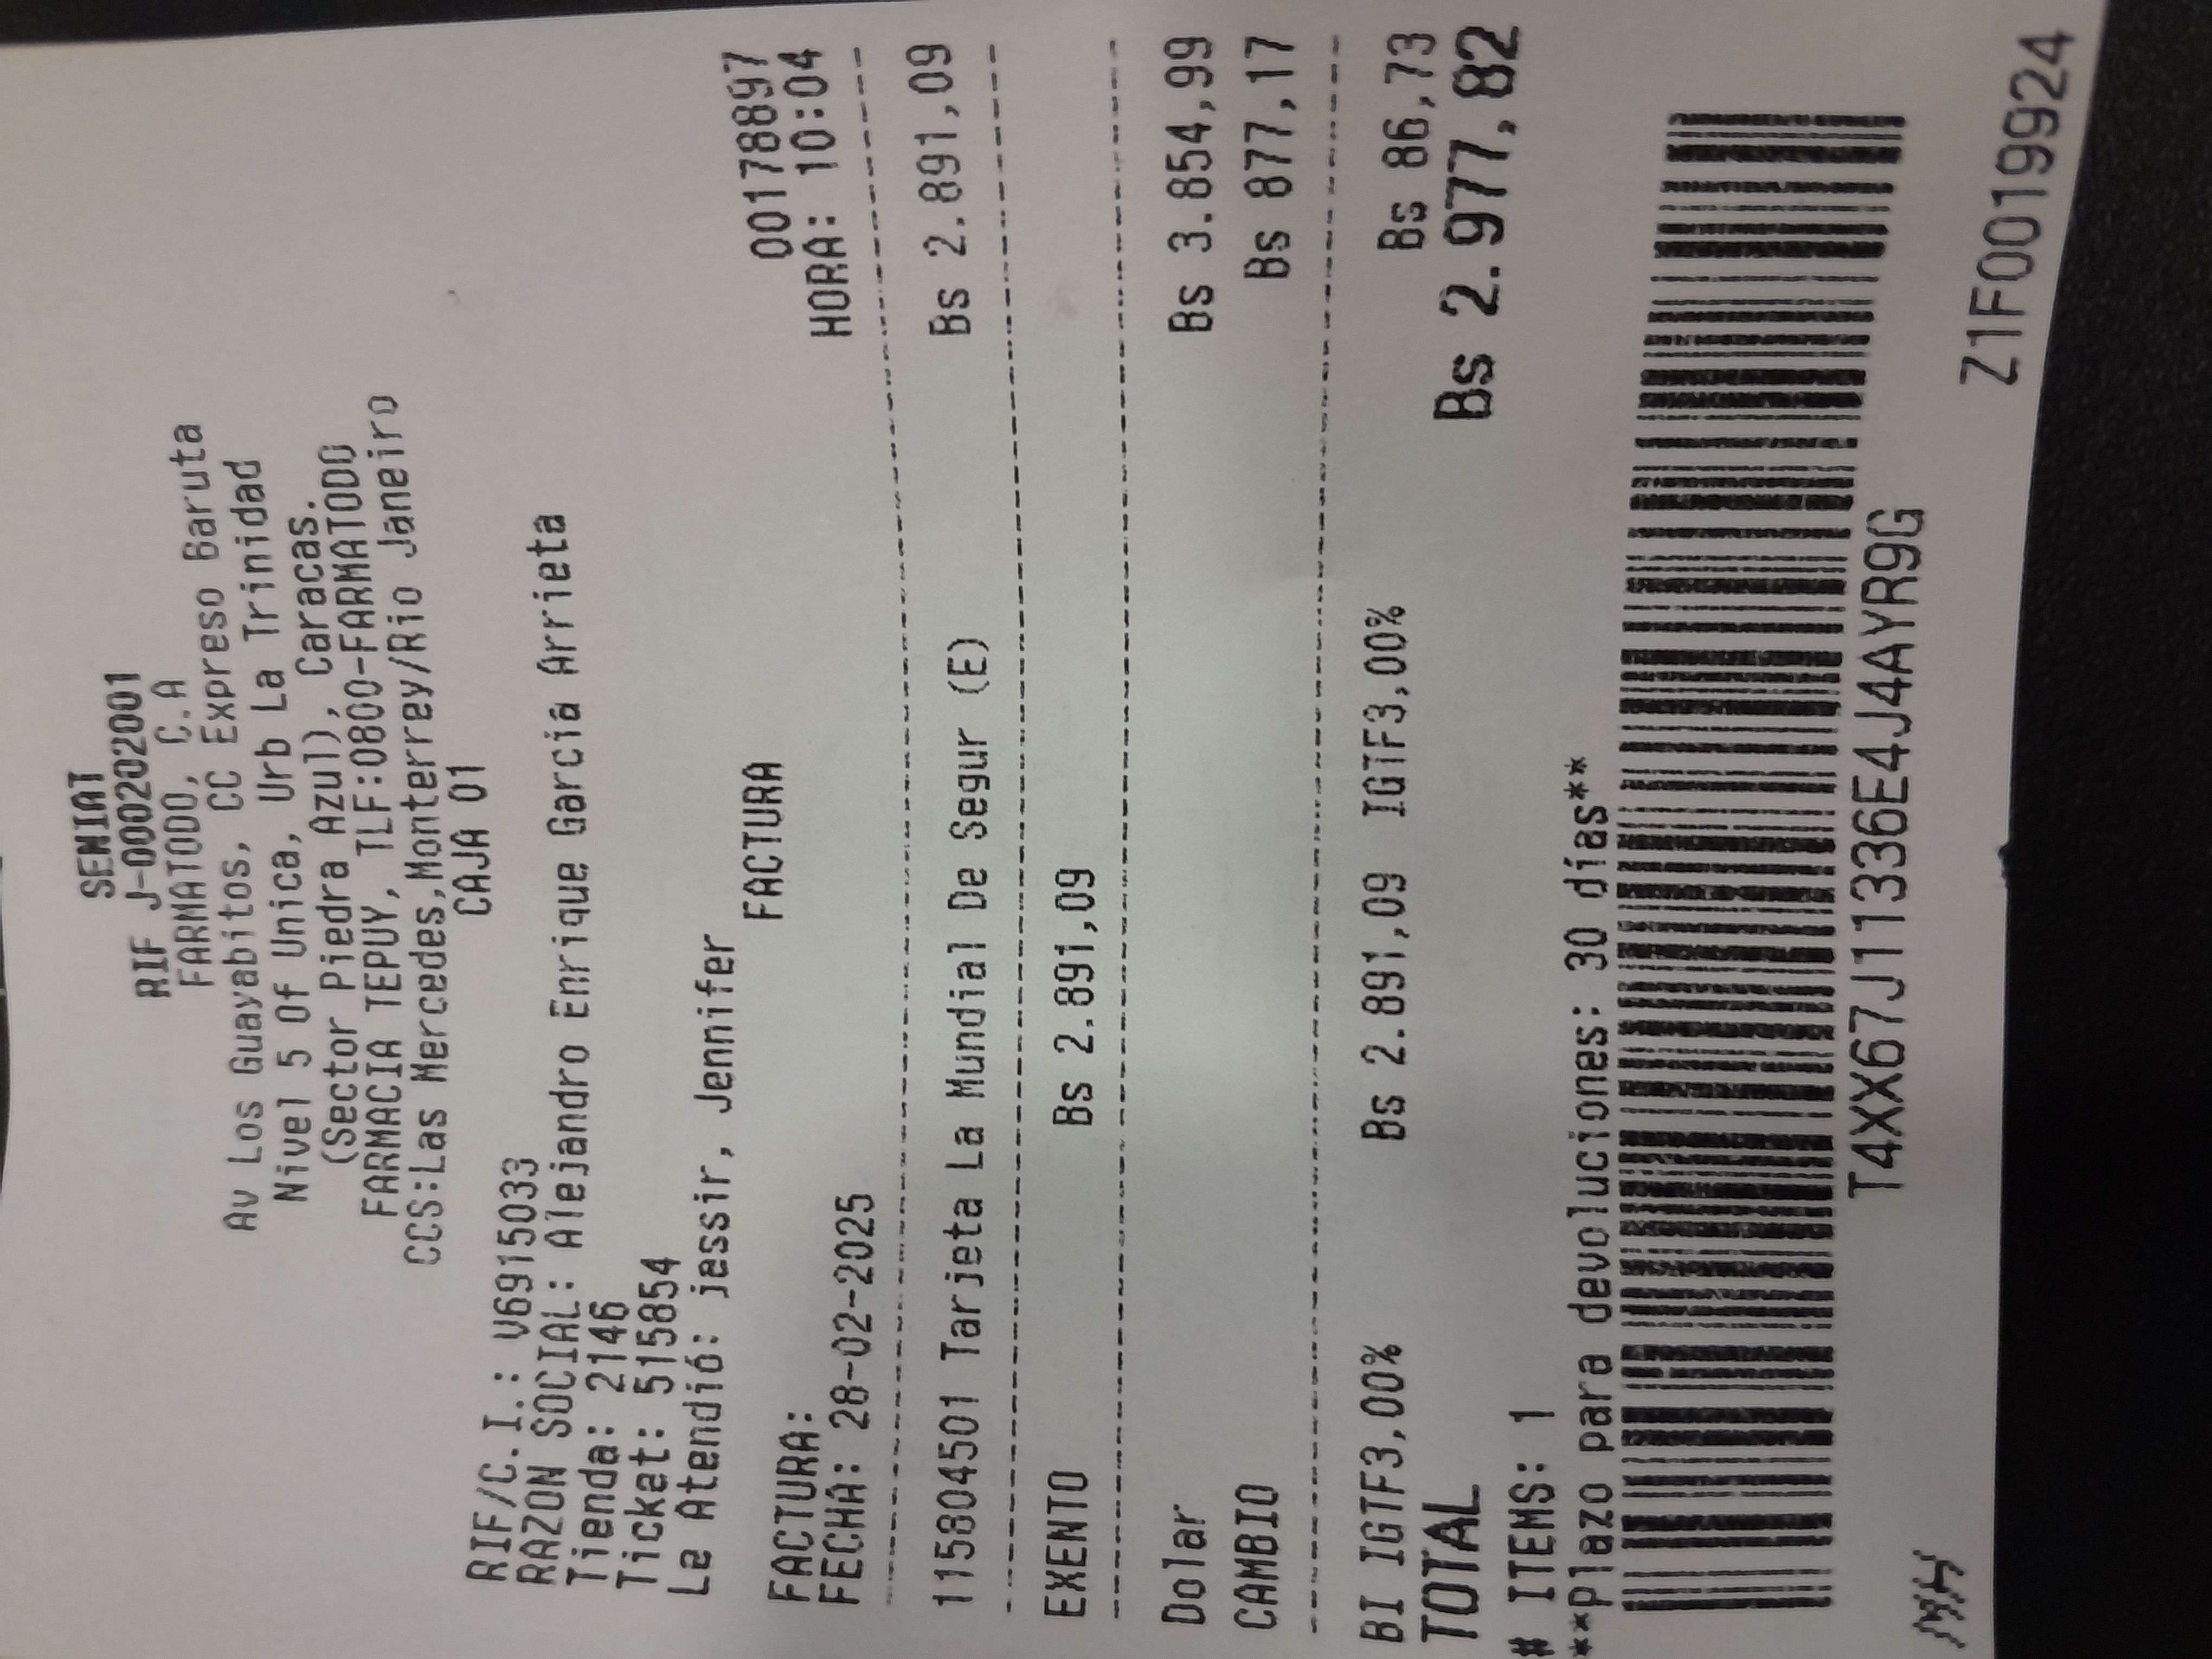 SENIAT
RIF J-000202001
FARMATODO, C.A
Av Los Guayabitos, CC Expreso Baruta
Nivel 5 Of Unica, Urb La Trinidad
(Sector Piedra Azul), Caracas.
FARMACIA TEPUY, TLF:0800-FARMATODO
CCS:Las Mercedes,Monterrey/Rio Janeiro
CAJA 01
RIF/C.I.: V6915033
RAZON SOCIAL: Alejandro Enrique García Arrieta
Tienda: 2146
Ticket: 515854
Le Atendió: jessir, Jennifer
FACTURA
FACTURA: 00178897
FECHA: 28-02-2025 HORA: 10:04
115804501 Tarjeta La Mundial De Segur (E) Bs 2.891,09
EXENTO Bs 2.891,09
Dolar Bs 3.854,99
CAMBIO Bs 877,17
BI IGTF3,00% Bs 2.891,09 IGTF3,00% Bs 86,73
TOTAL Bs 2.977,82
# ITEMS: 1
**Plazo para devoluciones: 30 días**
T4XX67J11336E4J4AYR9G
MH Z1F0019924